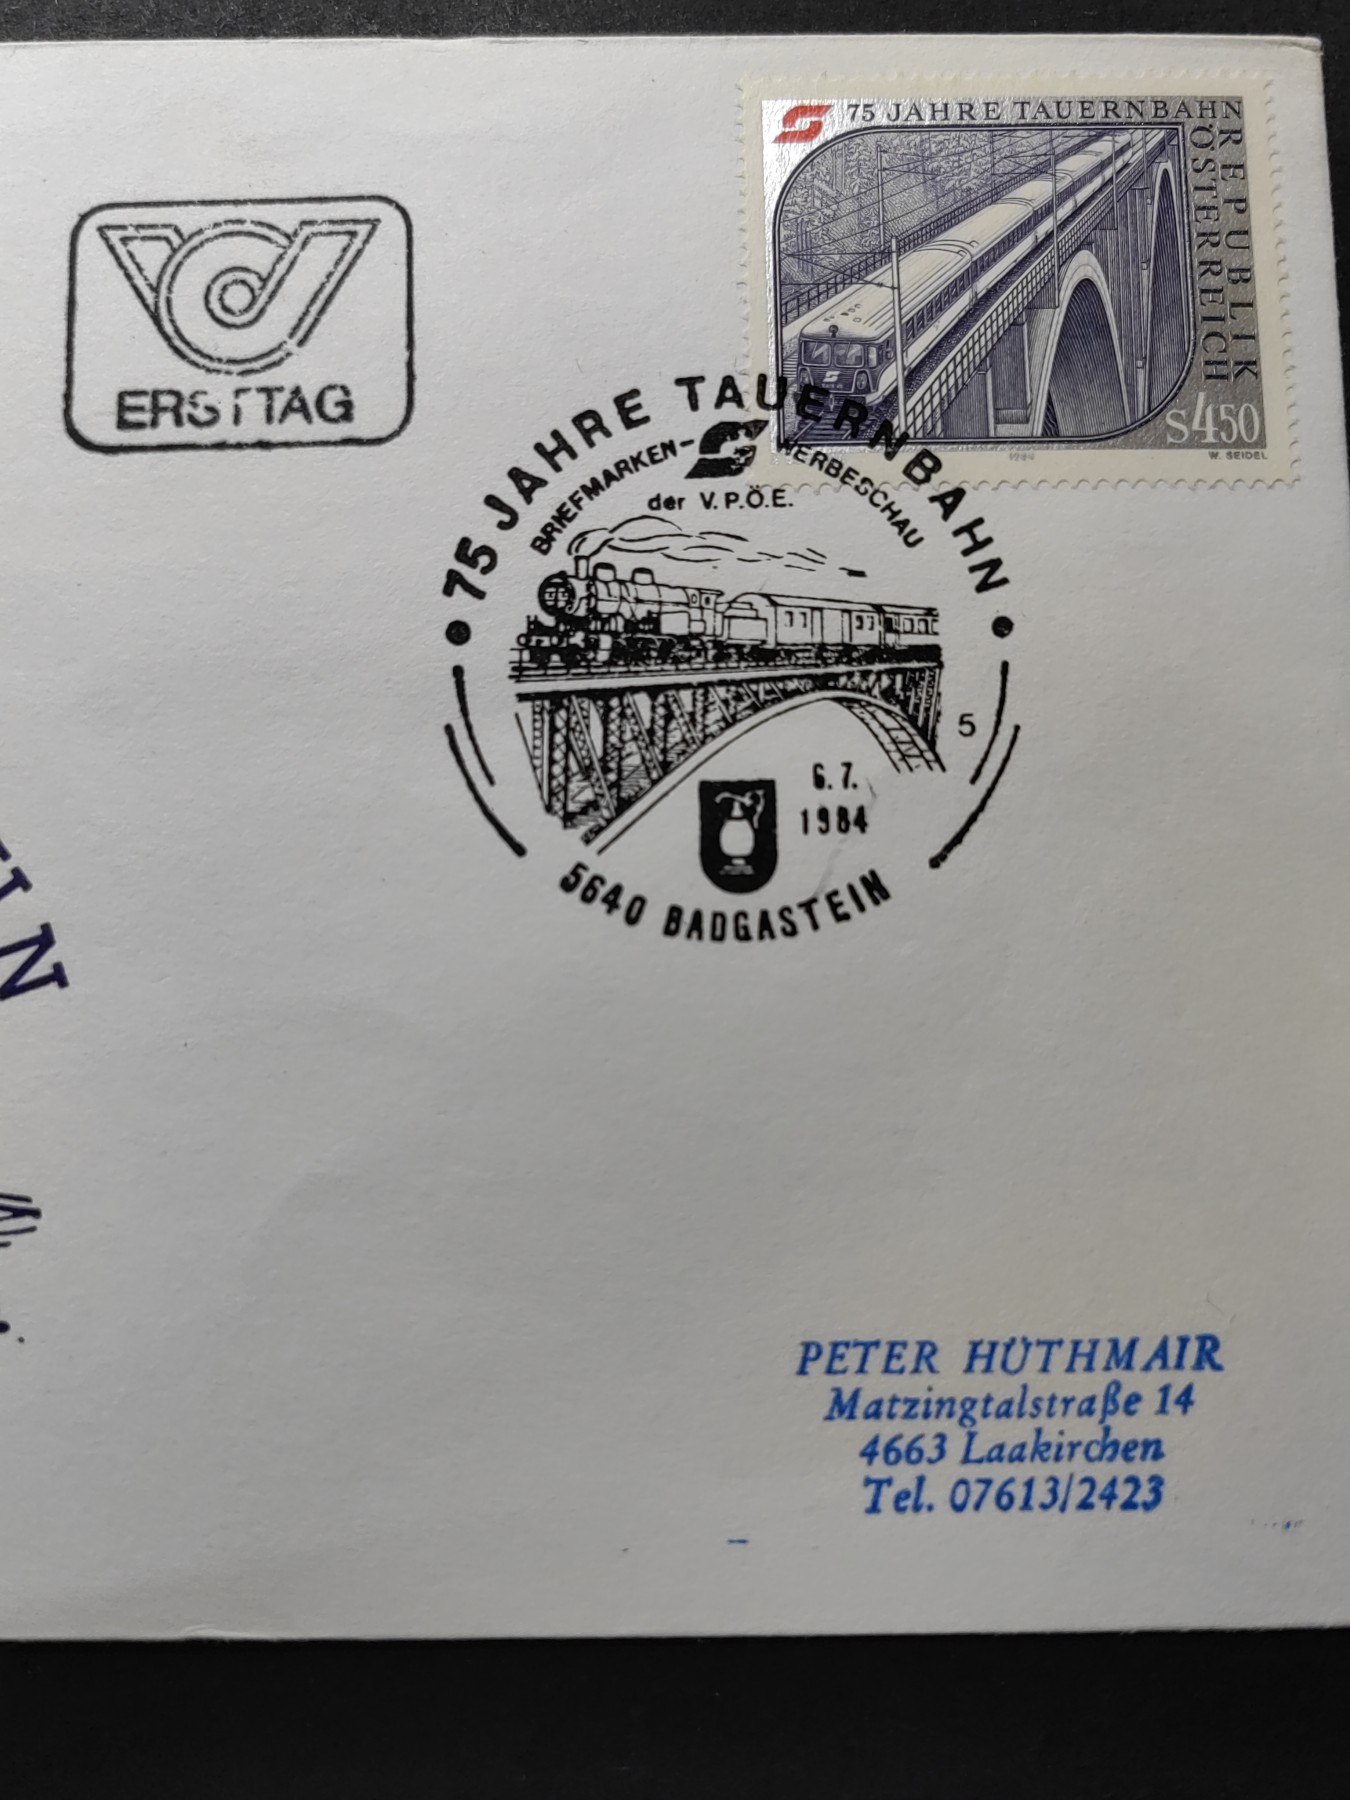 75 JAHRE TAUERNBAHN
REPUBLIK
ÖSTERREICH
S4.50
1984
W. SEIDEL
ERSTTAG
75 JAHRE TAUERNBAHN
BRIEFMARKEN-WERBESCHAU
der V.P.Ö.E.
5
6.7.
1984
5640 BADGASTEIN
PETER HÜTHMAIR
Matzingtalstraße 14
4663 Laakirchen
Tel. 07613/2423